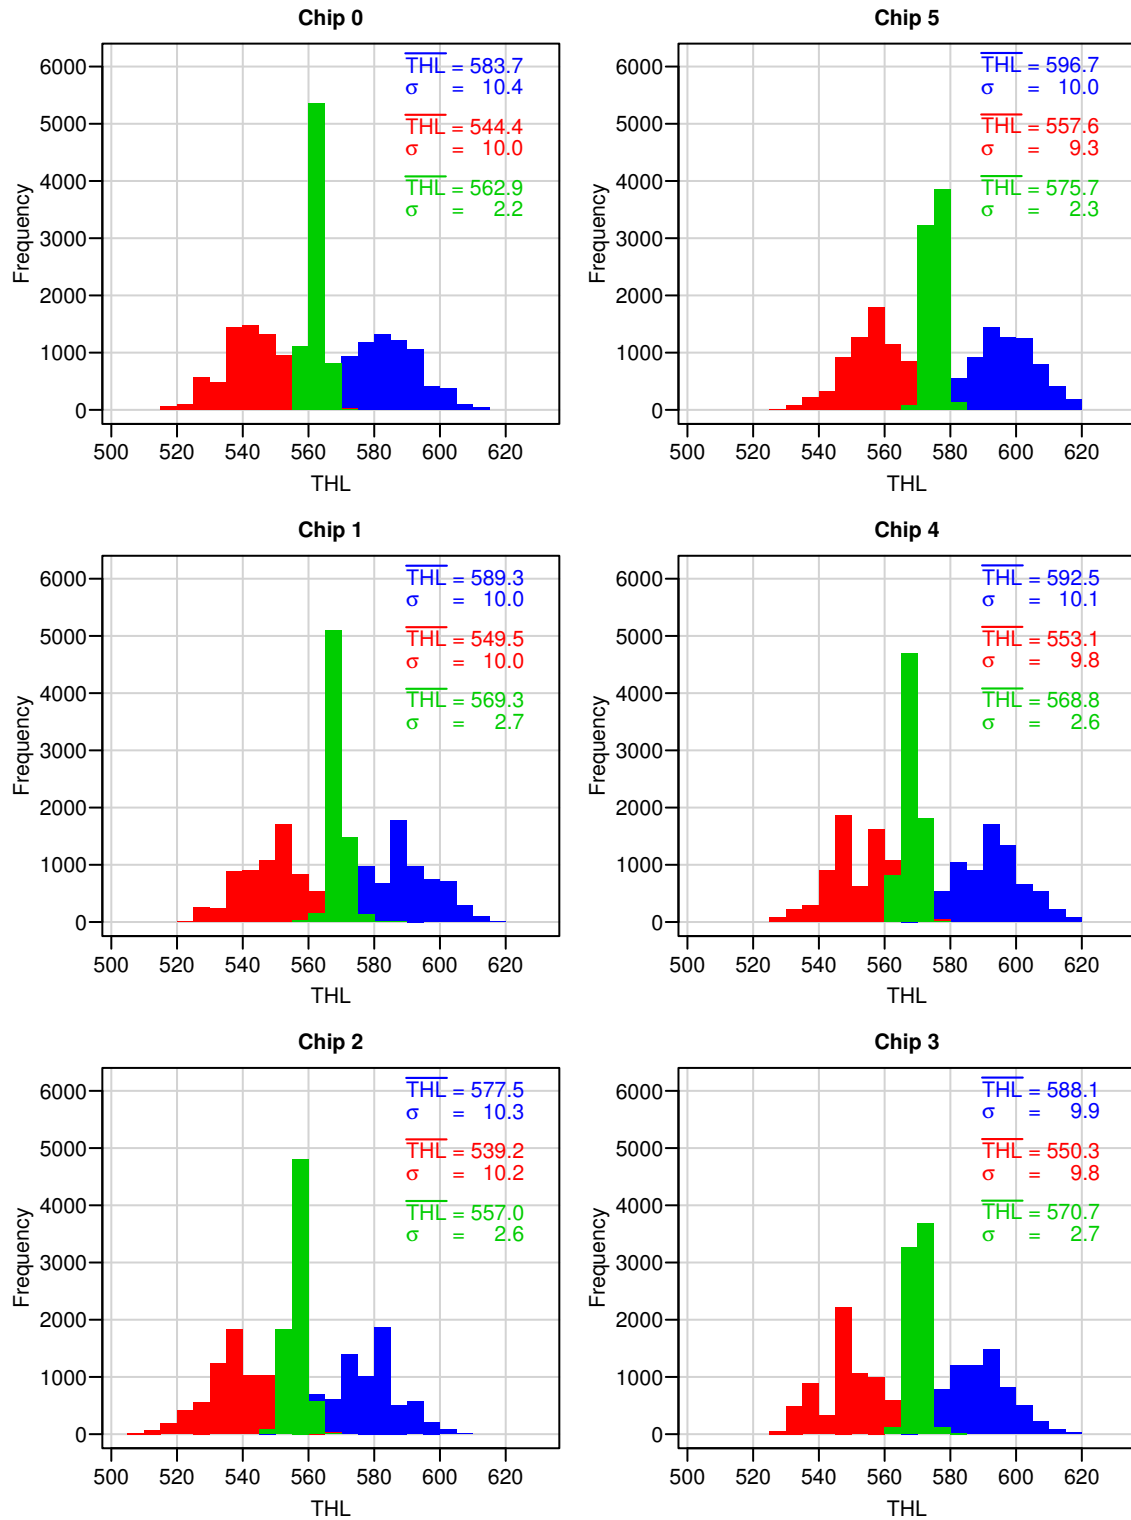 Chip 0
THL = 583.7
σ = 10.4
THL = 544.4
σ = 10.0
THL = 562.9
σ = 2.2
Frequency
6000
5000
4000
3000
2000
1000
0
500 520 540 560 580 600 620
THL
Chip 5
THL = 596.7
σ = 10.0
THL = 557.6
σ = 9.3
THL = 575.7
σ = 2.3
Frequency
6000
5000
4000
3000
2000
1000
0
500 520 540 560 580 600 620
THL
Chip 1
THL = 589.3
σ = 10.0
THL = 549.5
σ = 10.0
THL = 569.3
σ = 2.7
Frequency
6000
5000
4000
3000
2000
1000
0
500 520 540 560 580 600 620
THL
Chip 4
THL = 592.5
σ = 10.1
THL = 553.1
σ = 9.8
THL = 568.8
σ = 2.6
Frequency
6000
5000
4000
3000
2000
1000
0
500 520 540 560 580 600 620
THL
Chip 2
THL = 577.5
σ = 10.3
THL = 539.2
σ = 10.2
THL = 557.0
σ = 2.6
Frequency
6000
5000
4000
3000
2000
1000
0
500 520 540 560 580 600 620
THL
Chip 3
THL = 588.1
σ = 9.9
THL = 550.3
σ = 9.8
THL = 570.7
σ = 2.7
Frequency
6000
5000
4000
3000
2000
1000
0
500 520 540 560 580 600 620
THL